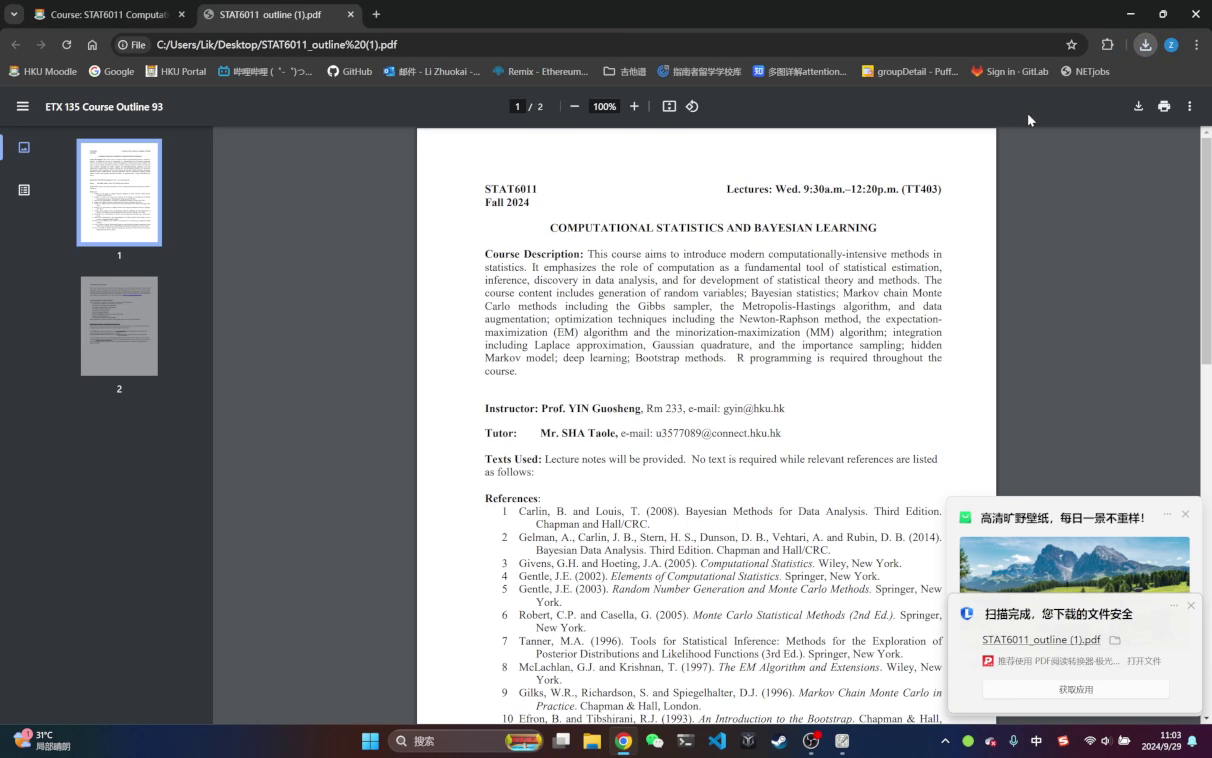 STAT6011_outline (1).pdf
File
C:/Users/Lik/Desktop/STAT6011_outline%20(1).pdf
HKU Moodle
Google
HKU Portal
哔哩哔哩 ( ゜- ゜)つ...
GitHub
邮件 - Li Zhuokai -...
Remix - Ethereum...
吉他谱
指南者留学学校库
多图详解attention...
groupDetail - Puff...
Sign in · GitLab
NETjobs
ETX 135 Course Outline 93
1 / 2
100%
1
2
STAT6011 Lectures: Wed. 9:30a.m.–12:20p.m. (TT403)
Fall 2024
COMPUTATIONAL STATISTICS AND BAYESIAN LEARNING
Course Description: This course aims to introduce modern computationally-intensive methods in
statistics. It emphasizes the role of computation as a fundamental tool of statistical estimation,
inference, discovery in data analysis, and for development of statistical theory and methods. The
course content includes generation of random variables; Bayesian statistics; Markov chain Monte
Carlo methods including the Gibbs sampler, the Metropolis-Hastings algorithm, and data
augmentation; optimization techniques including the Newton-Raphson method, the expectation-
maximization (EM) algorithm and the minorization-maximization (MM) algorithm; integration
including Laplace approximation, Gaussian quadrature, and the importance sampling; hidden
Markov model; deep learning; Bootstrap methods. R programming is required throughout the
course.
Instructor: Prof. YIN Guosheng, Rm 233, e-mail: gyin@hku.hk
Tutor: Mr. SHA Taole, e-mail: u3577089@connect.hku.hk
Texts Used: Lecture notes will be provided. No text is required while relevant references are listed
as follows:
References:
1 Carlin, B. and Louis, T. (2008). Bayesian Methods for Data Analysis. Third Edition.
Chapman and Hall/CRC.
2 Gelman, A., Carlin, J. B., Stern, H. S., Dunson, D. B., Vehtari, A. and Rubin, D. B. (2014).
Bayesian Data Analysis. Third Edition. Chapman and Hall/CRC.
3 Givens, G.H. and Hoeting, J.A. (2005). Computational Statistics. Wiley, New York.
4 Gentle, J.E. (2002). Elements of Computational Statistics. Springer, New York.
5 Gentle, J.E. (2003). Random Number Generation and Monte Carlo Methods. Springer, New
York.
6 Robert, C.P. and Casella, G. (2005). Monte Carlo Statistical Methods (2nd Ed.). Springer,
New York.
7 Tanner, M.A. (1996). Tools for Statistical Inference: Methods for the Exploration of
Posterior Distributions and Likelihood Functions (3rd Ed.). Springer, New York.
8 McLachlan, G.J. and Krishnan, T. (1997). The EM Algorithm and Extensions. Wiley, New
York.
9 Gilks, W.R., Richardson, S. and Spiegelhalter, D.J. (1996). Markov Chain Monte Carlo in
Practice. Chapman & Hall, London.
10 Efron, B. and Tibshirani, R.J. (1993). An Introduction to the Bootstrap. Chapman & Hall,
高清旷野壁纸，每日一景不重样！
扫描完成，您下载的文件安全
STAT6011_outline (1).pdf
推荐使用 PDF阅读转换器·极光... 打开文件
获取应用
31°C
局部晴朗
搜索
中
11:03
2024/9/29